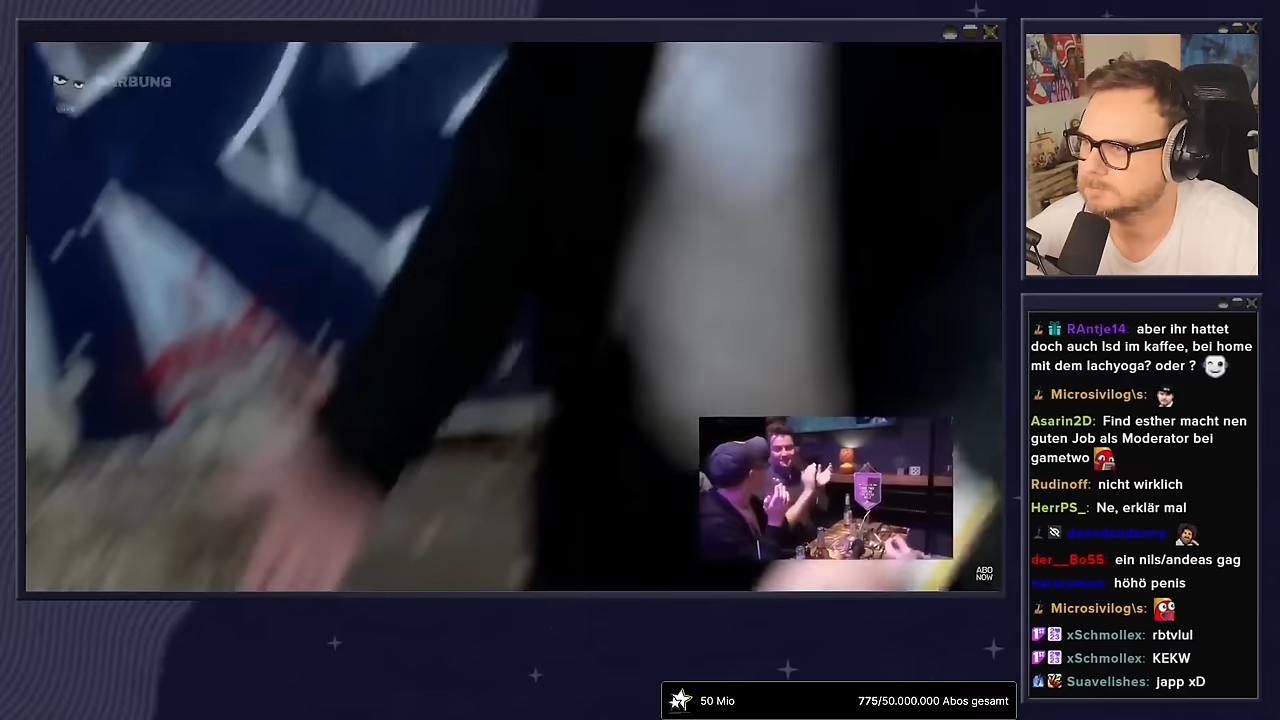 ABO
NOW
RAntje14: aber ihr hattet
doch auch lsd im kaffee, bei home
mit dem lachyoga? oder ?
Microsivilog\s:
Asarin2D: Find esther macht nen
guten Job als Moderator bei
gametwo
Rudinoff: nicht wirklich
HerrPS_: Ne, erklär mal
der__Bo55 ein nils/andeas gag
höhö penis
Microsivilog\s:
xSchmollex: rbtvlul
xSchmollex: KEKW
Suavelishes: japp xD
50 Mio
775/50.000.000 Abos gesamt